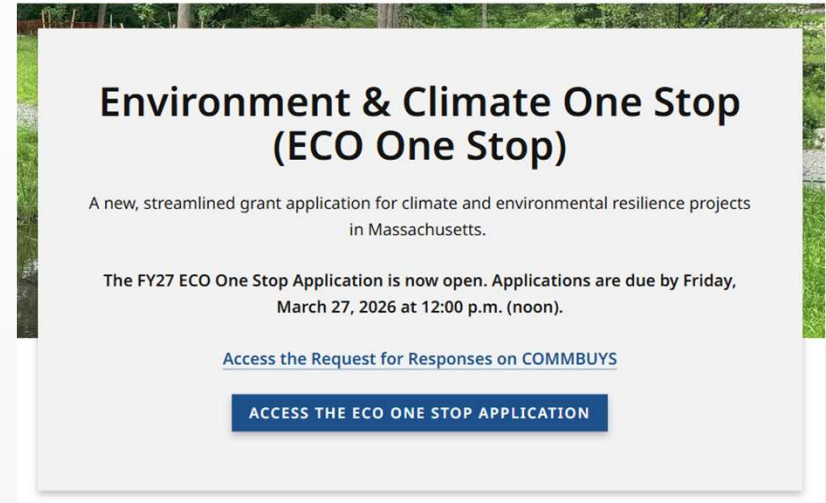 Environment & Climate One Stop
(ECO One Stop)
A new, streamlined grant application for climate and environmental resilience projects
in Massachusetts.
The FY27 ECO One Stop Application is now open. Applications are due by Friday,
March 27, 2026 at 12:00 p.m. (noon).
Access the Request for Responses on COMMBUYS
ACCESS THE ECO ONE STOP APPLICATION